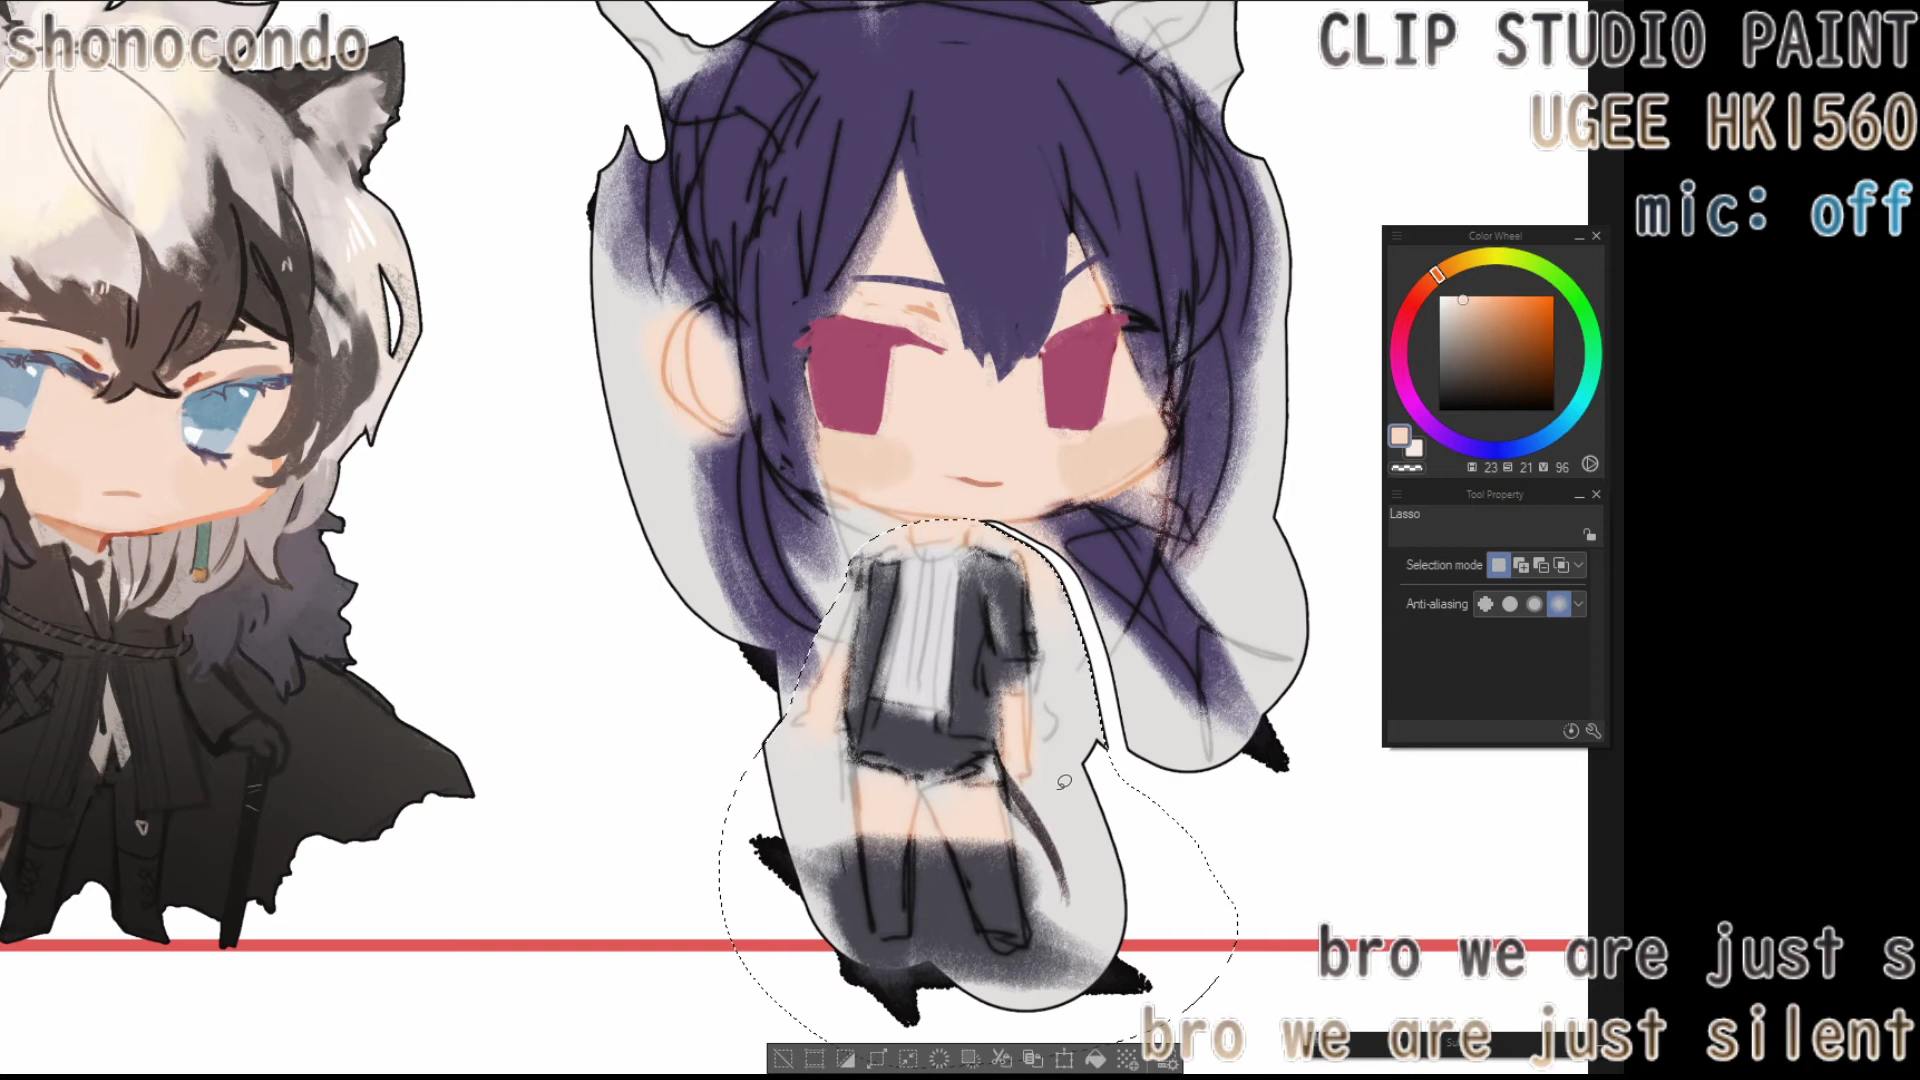 shonocondo
CLIP STUDIO PAINT
UGEE HK1560
mic: off
Color Wheel
H 23 S 21 V 96
Tool Property
Lasso
Selection mode
Anti-aliasing
bro we are just s
bro we are just silent